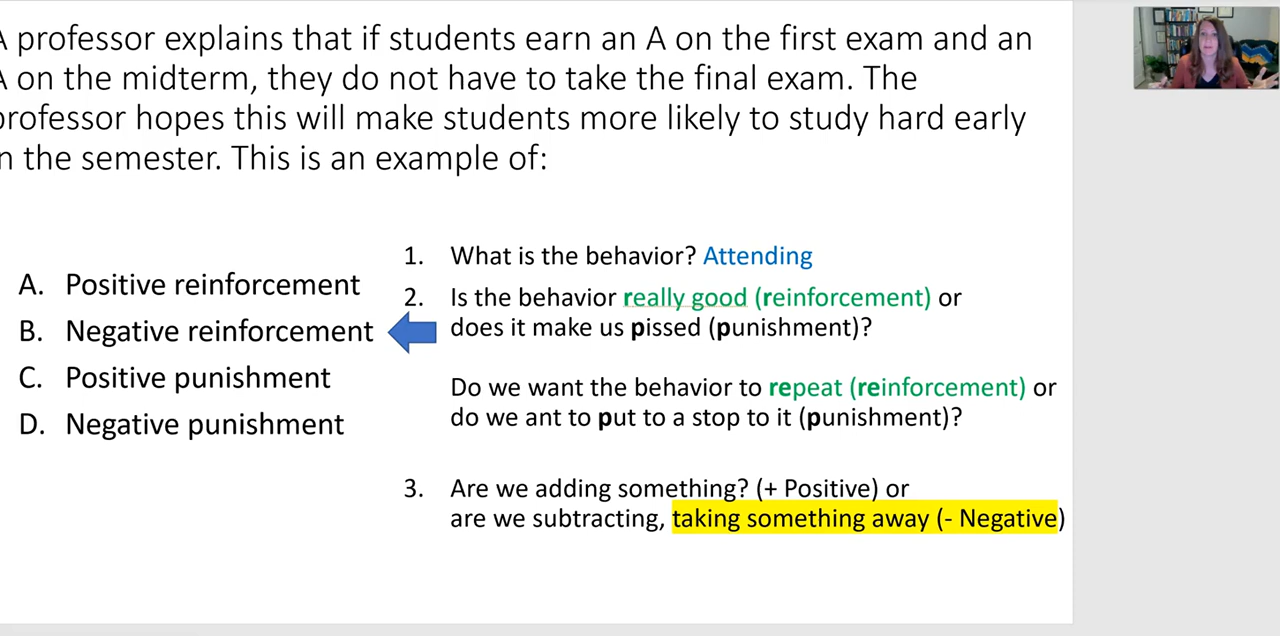 A professor explains that if students earn an A on the first exam and an
A on the midterm, they do not have to take the final exam. The
professor hopes this will make students more likely to study hard early
n the semester. This is an example of:
A. Positive reinforcement
B. Negative reinforcement
C. Positive punishment
D. Negative punishment
1. What is the behavior? Attending
2. Is the behavior really good (reinforcement) or
does it make us pissed (punishment)?
Do we want the behavior to repeat (reinforcement) or
do we ant to put to a stop to it (punishment)?
3. Are we adding something? (+ Positive) or
are we subtracting, taking something away (- Negative)